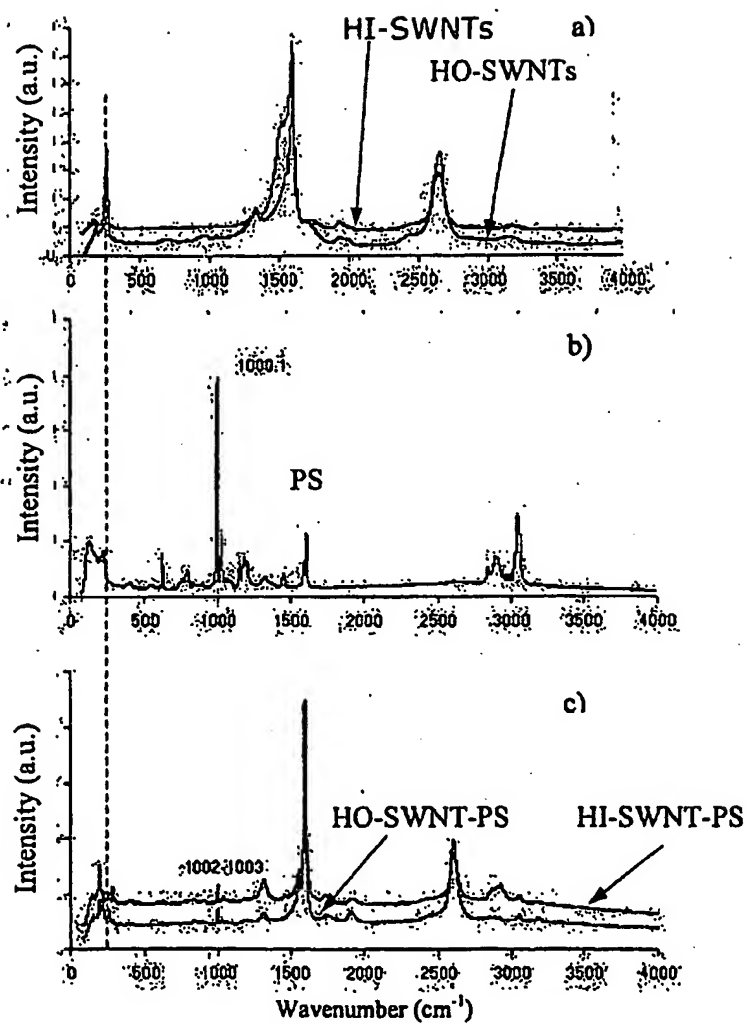 HI-SWNTs
a)
HO-SWNTs
Intensity (a.u.)
0 500 1000 1500 2000 2500 3000 3500 4000
b)
1000.1
PS
Intensity (a.u.)
0 500 1000 1500 2000 2500 3000 3500 4000
c)
HO-SWNT-PS
HI-SWNT-PS
1002-1003
Intensity (a.u.)
0 500 1000 1500 2000 2500 3000 3500 4000
Wavenumber (cm⁻¹)